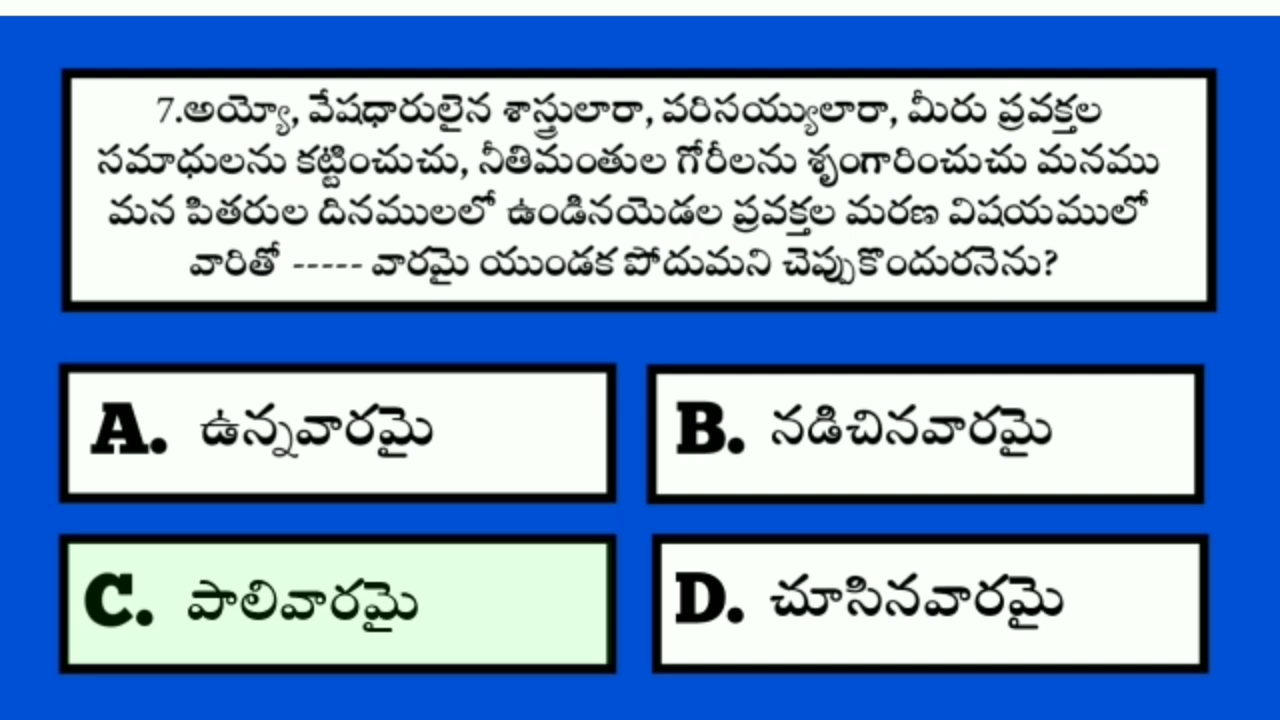 7.అయ్యో, వేషధారులైన శాస్త్రులారా, పరిసయ్యులారా, మీరు ప్రవక్తల
సమాధులను కట్టించుచు, నీతిమంతుల గోరీలను శృంగారించుచు మనము
మన పితరుల దినములలో ఉండినయెడల ప్రవక్తల మరణ విషయములో
వారితో ----- వారమై యుండక పోదుమని చెప్పుకొందురనెను?
A. ఉన్నవారమై
B. నడిచినవారమై
C. పాలివారమై
D. చూసినవారమై